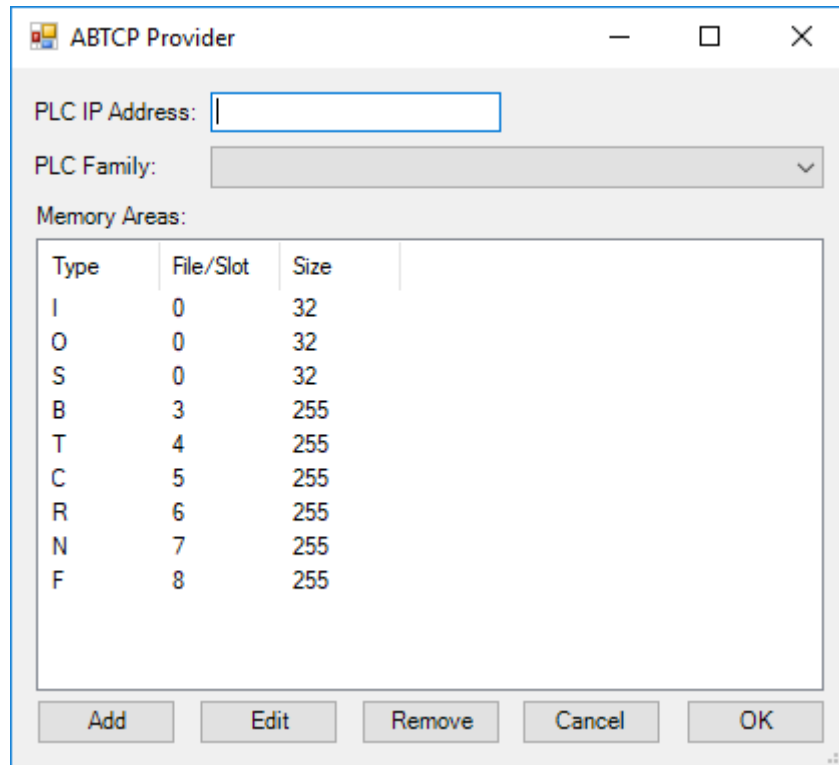 ABTCP Provider
PLC IP Address:
PLC Family:
Memory Areas:
Type File/Slot Size
I 0 32
O 0 32
S 0 32
B 3 255
T 4 255
C 5 255
R 6 255
N 7 255
F 8 255
Add Edit Remove Cancel OK